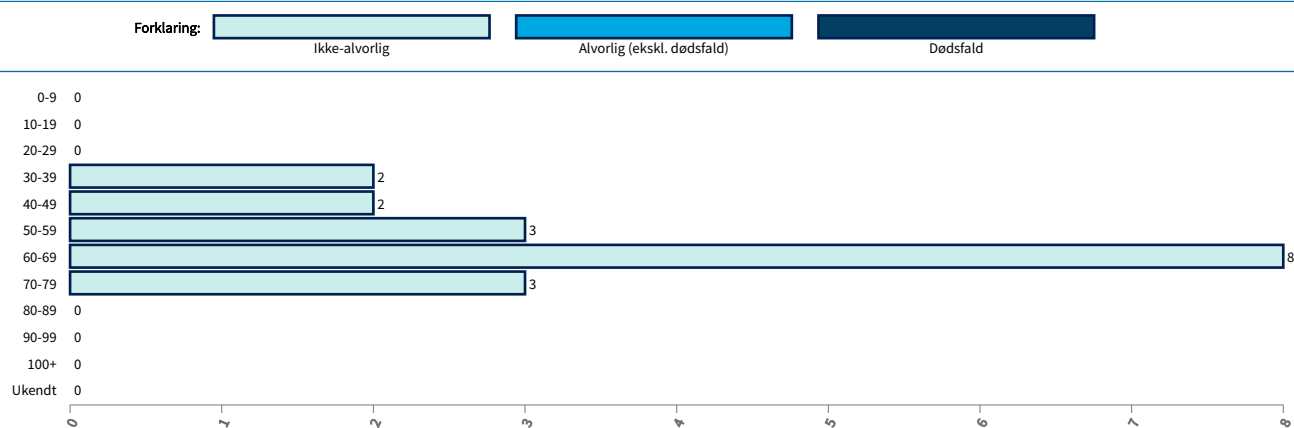 Forklaring:
Ikke-alvorlig Alvorlig (ekskl. dødsfald) Dødsfald
0-9 0
10-19 0
20-29 0
30-39 2
40-49 2
50-59 3
60-69 8
70-79 3
80-89 0
90-99 0
100+ 0
Ukendt 0
0 1 2 3 4 5 6 7 8